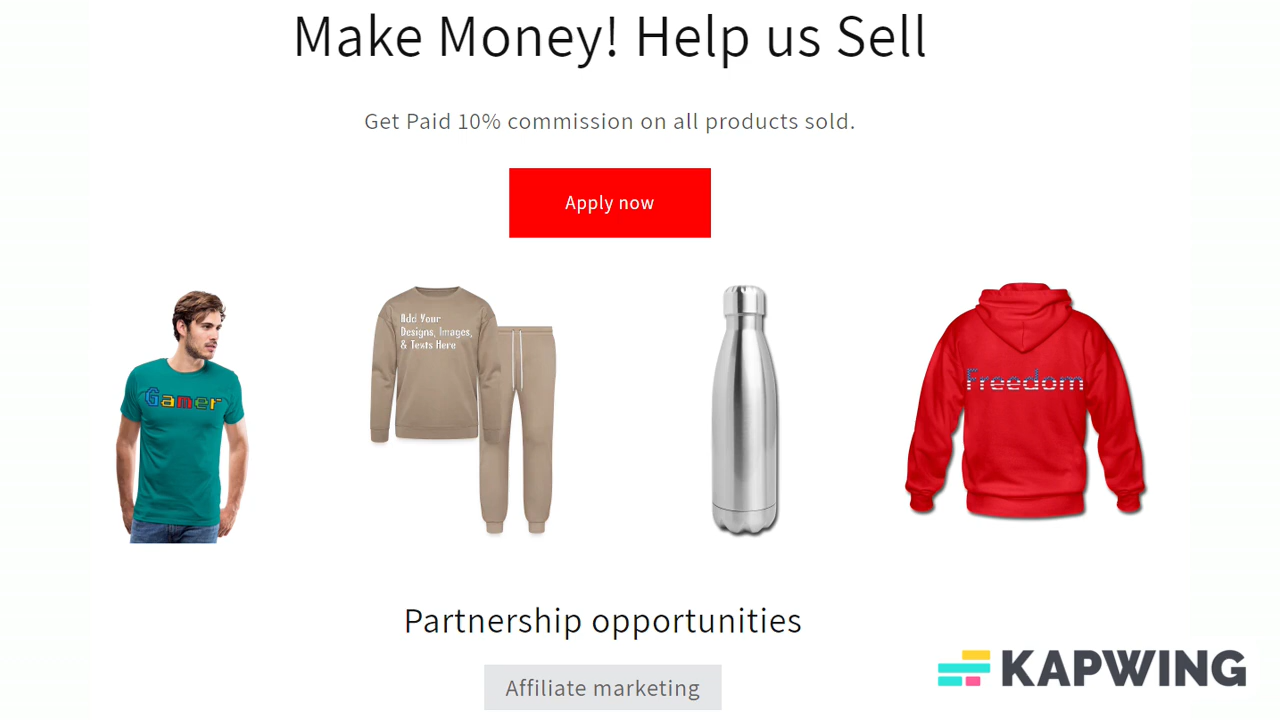 Make Money! Help us Sell
Get Paid 10% commission on all products sold.
Apply now
Gamer
Add Your
Designs, Images,
& Texts Here
Freedom
Partnership opportunities
Affiliate marketing
KAPWING